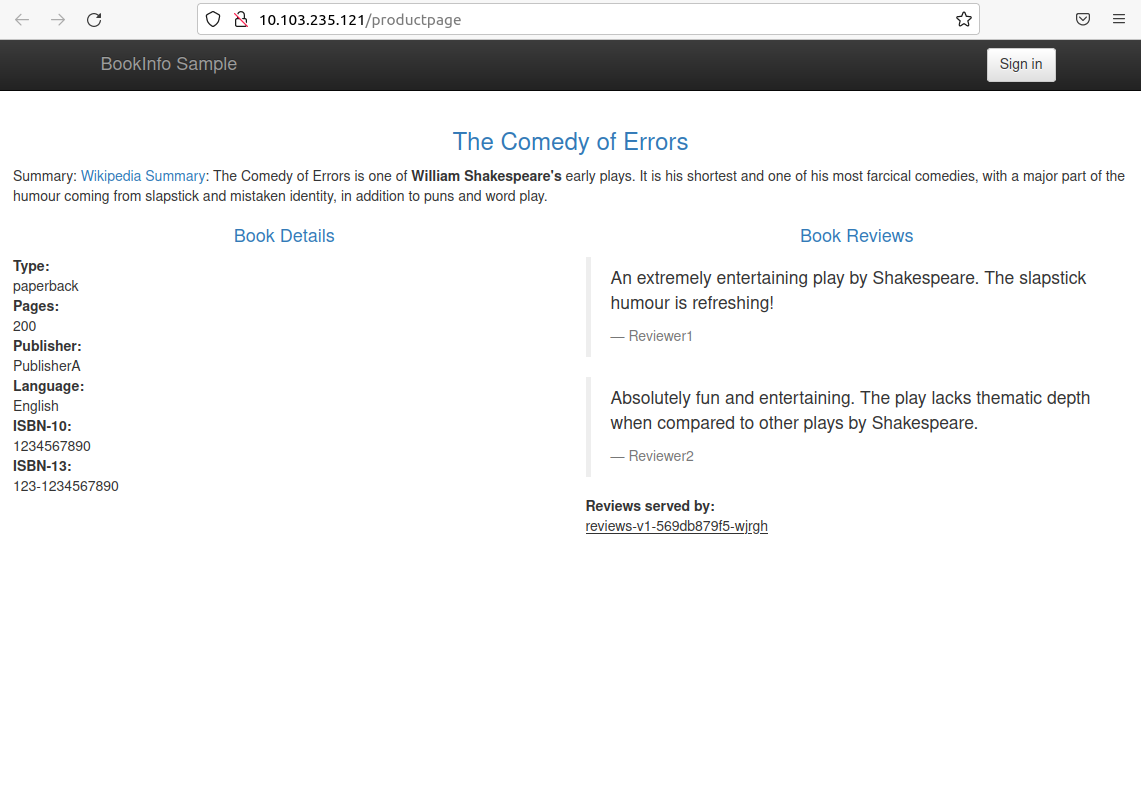 10.103.235.121/productpage
BookInfo Sample
Sign in
The Comedy of Errors
Summary: Wikipedia Summary: The Comedy of Errors is one of William Shakespeare's early plays. It is his shortest and one of his most farcical comedies, with a major part of the
humour coming from slapstick and mistaken identity, in addition to puns and word play.
Book Details
Type:
paperback
Pages:
200
Publisher:
PublisherA
Language:
English
ISBN-10:
1234567890
ISBN-13:
123-1234567890
Book Reviews
An extremely entertaining play by Shakespeare. The slapstick
humour is refreshing!
— Reviewer1
Absolutely fun and entertaining. The play lacks thematic depth
when compared to other plays by Shakespeare.
— Reviewer2
Reviews served by:
reviews-v1-569db879f5-wjrgh